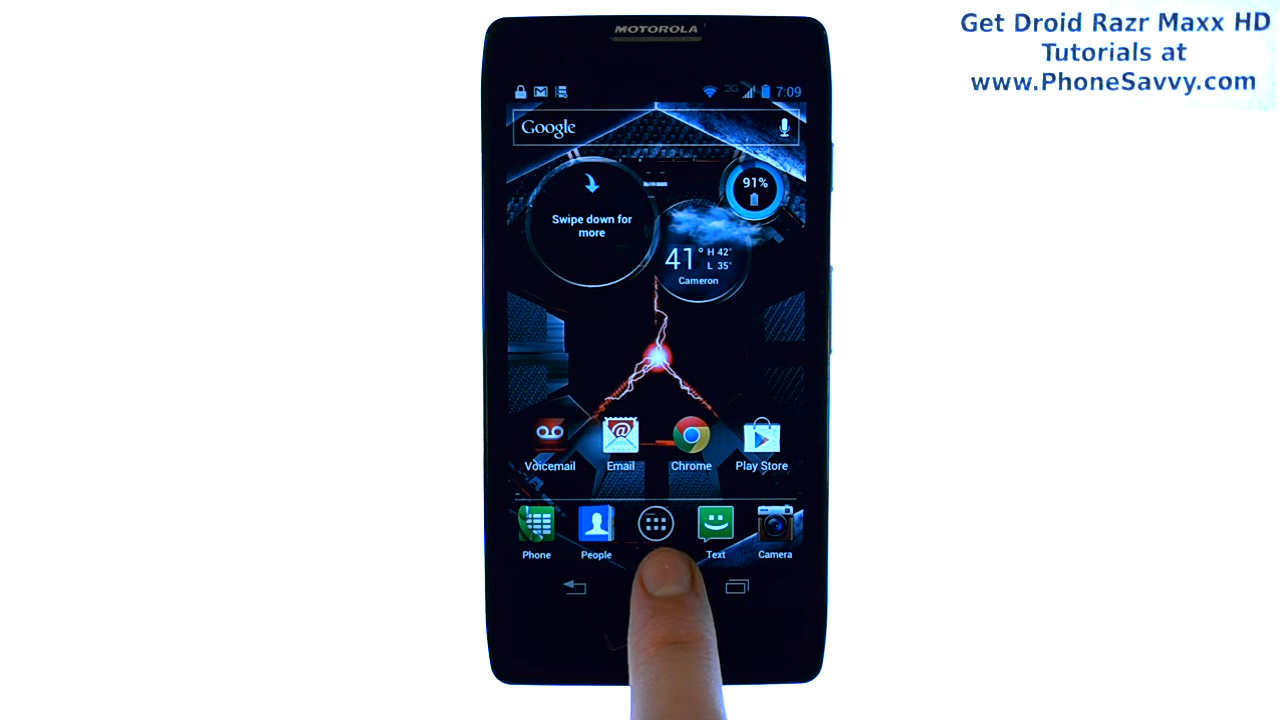 Get Droid Razr Maxx HD
Tutorials at
www.PhoneSavvy.com
MOTOROLA
3G 7:09
Google
91%
Swipe down for
more
41° H 42°
L 35°
Cameron
Voicemail Email Chrome Play Store
Phone People Text Camera